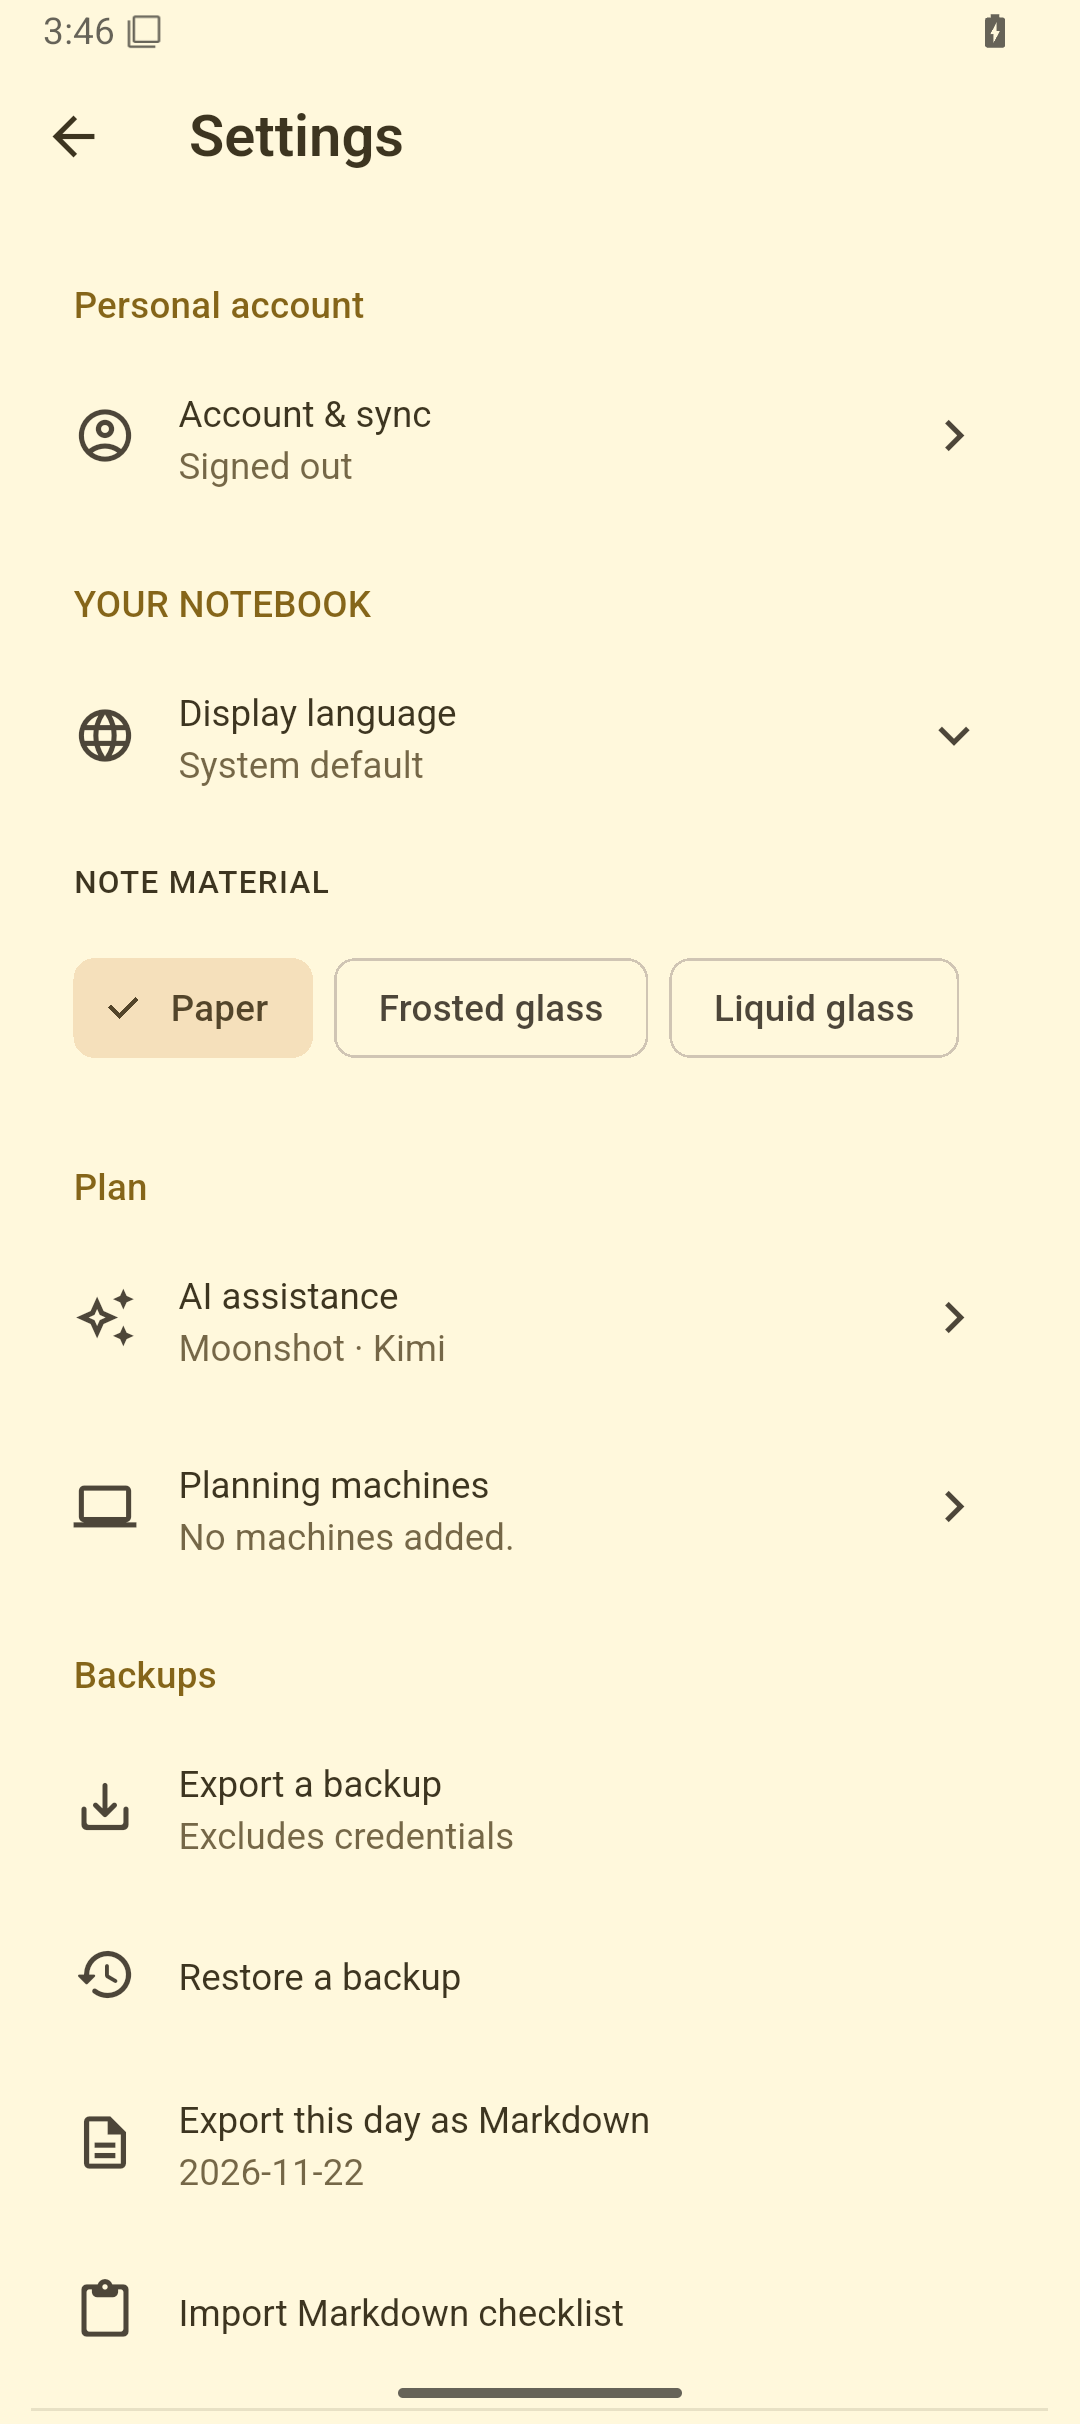 3:46
Settings
Personal account
Account & sync
Signed out
YOUR NOTEBOOK
Display language
System default
NOTE MATERIAL
Paper
Frosted glass
Liquid glass
Plan
AI assistance
Moonshot · Kimi
Planning machines
No machines added.
Backups
Export a backup
Excludes credentials
Restore a backup
Export this day as Markdown
2026-11-22
Import Markdown checklist